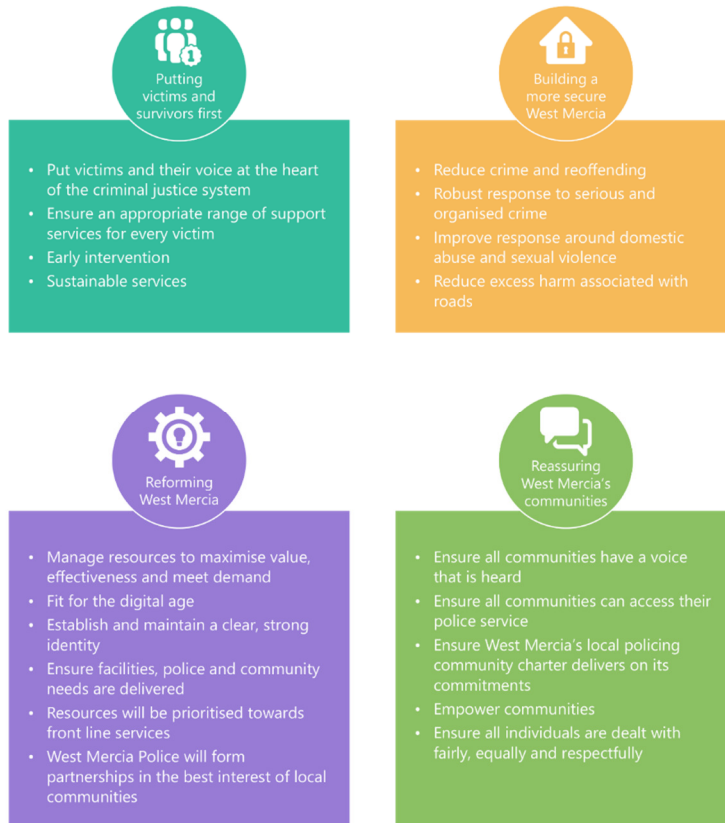 Putting
victims and
survivors first
• Put victims and their voice at the heart
of the criminal justice system
• Ensure an appropriate range of support
services for every victim
• Early intervention
• Sustainable services
Building a
more secure
West Mercia
• Reduce crime and reoffending
• Robust response to serious and
organised crime
• Improve response around domestic
abuse and sexual violence
• Reduce excess harm associated with
roads
Reforming
West Mercia
• Manage resources to maximise value,
effectiveness and meet demand
• Fit for the digital age
• Establish and maintain a clear, strong
identity
• Ensure facilities, police and community
needs are delivered
• Resources will be prioritised towards
front line services
• West Mercia Police will form
partnerships in the best interest of local
communities
Reassuring
West Mercia's
communities
• Ensure all communities have a voice
that is heard
• Ensure all communities can access their
police service
• Ensure West Mercia's local policing
community charter delivers on its
commitments
• Empower communities
• Ensure all individuals are dealt with
fairly, equally and respectfully